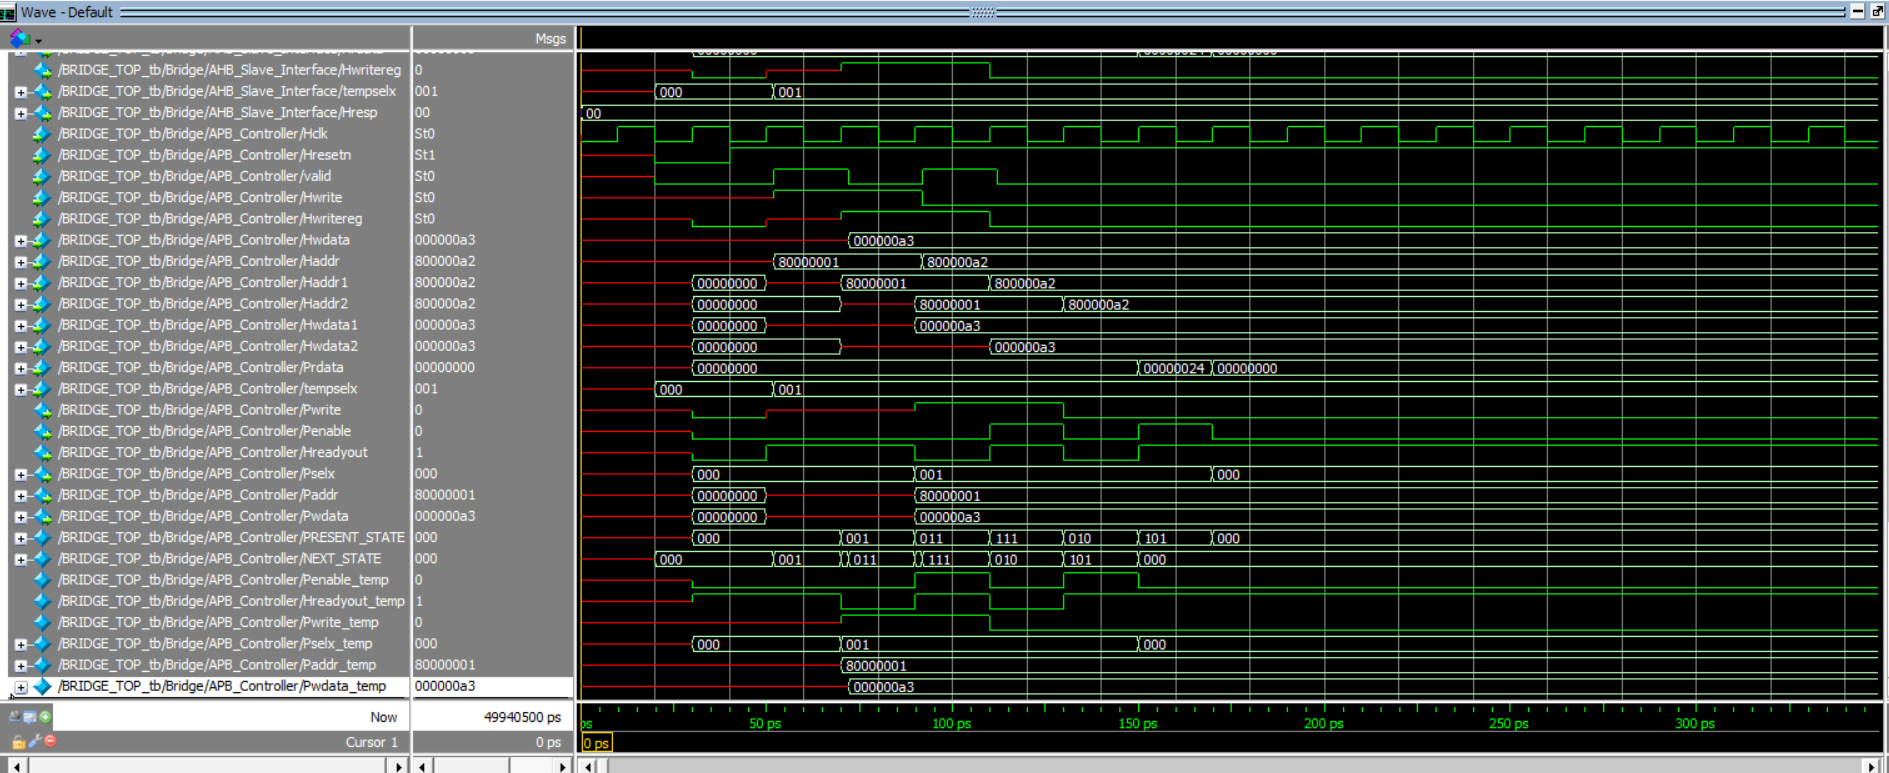 Wave - Default
Msgs
/BRIDGE_TOP_tb/Bridge/AHB_Slave_Interface/Hwritereg 0
/BRIDGE_TOP_tb/Bridge/AHB_Slave_Interface/tempselx 001 000 001
/BRIDGE_TOP_tb/Bridge/AHB_Slave_Interface/Hresp 00 00
/BRIDGE_TOP_tb/Bridge/APB_Controller/Hclk St0
/BRIDGE_TOP_tb/Bridge/APB_Controller/Hresetn St1
/BRIDGE_TOP_tb/Bridge/APB_Controller/valid St0
/BRIDGE_TOP_tb/Bridge/APB_Controller/Hwrite St0
/BRIDGE_TOP_tb/Bridge/APB_Controller/Hwritereg St0
/BRIDGE_TOP_tb/Bridge/APB_Controller/Hwdata 000000a3 000000a3
/BRIDGE_TOP_tb/Bridge/APB_Controller/Haddr 800000a2 80000001 800000a2
/BRIDGE_TOP_tb/Bridge/APB_Controller/Haddr1 800000a2 00000000 80000001 800000a2
/BRIDGE_TOP_tb/Bridge/APB_Controller/Haddr2 800000a2 00000000 80000001 800000a2
/BRIDGE_TOP_tb/Bridge/APB_Controller/Hwdata1 000000a3 00000000 000000a3
/BRIDGE_TOP_tb/Bridge/APB_Controller/Hwdata2 000000a3 00000000 000000a3
/BRIDGE_TOP_tb/Bridge/APB_Controller/Prdata 00000000 00000000 00000024 00000000
/BRIDGE_TOP_tb/Bridge/APB_Controller/tempselx 001 000 001
/BRIDGE_TOP_tb/Bridge/APB_Controller/Pwrite 0
/BRIDGE_TOP_tb/Bridge/APB_Controller/Penable 0
/BRIDGE_TOP_tb/Bridge/APB_Controller/Hreadyout 1
/BRIDGE_TOP_tb/Bridge/APB_Controller/Pselx 000 000 001 000
/BRIDGE_TOP_tb/Bridge/APB_Controller/Paddr 80000001 00000000 80000001
/BRIDGE_TOP_tb/Bridge/APB_Controller/Pwdata 000000a3 00000000 000000a3
/BRIDGE_TOP_tb/Bridge/APB_Controller/PRESENT_STATE 000 000 001 011 111 010 101 000
/BRIDGE_TOP_tb/Bridge/APB_Controller/NEXT_STATE 000 000 001 011 111 010 101 000
/BRIDGE_TOP_tb/Bridge/APB_Controller/Penable_temp 0
/BRIDGE_TOP_tb/Bridge/APB_Controller/Hreadyout_temp 1
/BRIDGE_TOP_tb/Bridge/APB_Controller/Pwrite_temp 0
/BRIDGE_TOP_tb/Bridge/APB_Controller/Pselx_temp 000 000 001 000
/BRIDGE_TOP_tb/Bridge/APB_Controller/Paddr_temp 80000001 80000001
/BRIDGE_TOP_tb/Bridge/APB_Controller/Pwdata_temp 000000a3 000000a3
Now 49940500 ps ps 50 ps 100 ps 150 ps 200 ps 250 ps 300 ps
Cursor 1 0 ps 0 ps